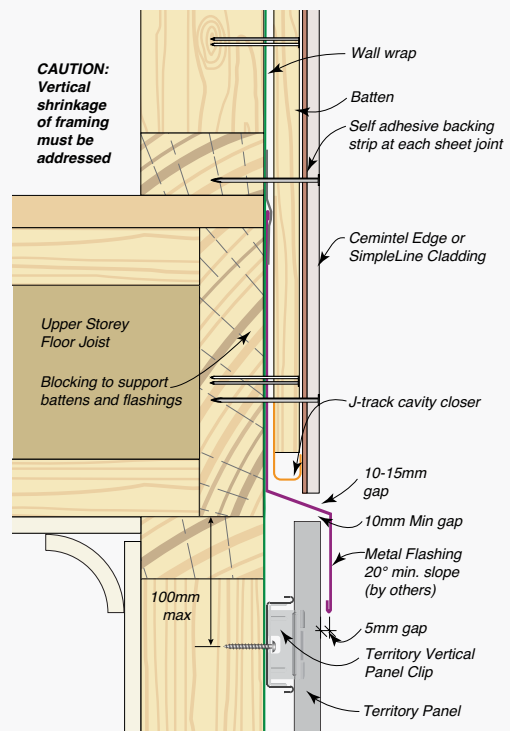 CAUTION:
Vertical
shrinkage
of framing
must be
addressed
Wall wrap
Batten
Self adhesive backing
strip at each sheet joint
Cemintel Edge or
SimpleLine Cladding
Upper Storey
Floor Joist
Blocking to support
battens and flashings
J-track cavity closer
10-15mm
gap
10mm Min gap
Metal Flashing
20° min. slope
(by others)
100mm
max
5mm gap
Territory Vertical
Panel Clip
Territory Panel